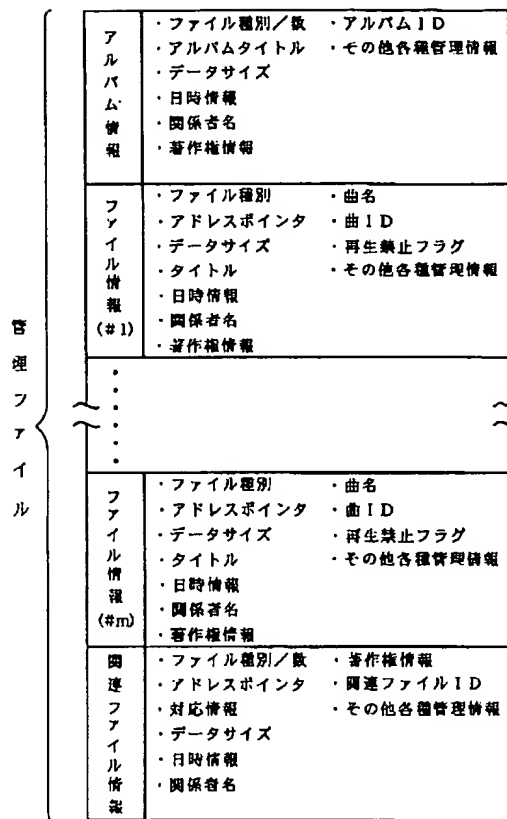 管理ファイル
アルバム情報
・ファイル種別／数 ・アルバムＩＤ
・アルバムタイトル ・その他各種管理情報
・データサイズ
・日時情報
・関係者名
・著作権情報
ファイル情報(＃1)
・ファイル種別 ・曲名
・アドレスポインタ ・曲ＩＤ
・データサイズ ・再生禁止フラグ
・タイトル ・その他各種管理情報
・日時情報
・関係者名
・著作権情報
ファイル情報(#m)
・ファイル種別 ・曲名
・アドレスポインタ ・曲ＩＤ
・データサイズ ・再生禁止フラグ
・タイトル ・その他各種管理情報
・日時情報
・関係者名
・著作権情報
関連ファイル情報
・ファイル種別／数 ・著作権情報
・アドレスポインタ ・関連ファイルＩＤ
・対応情報 ・その他各種管理情報
・データサイズ
・日時情報
・関係者名